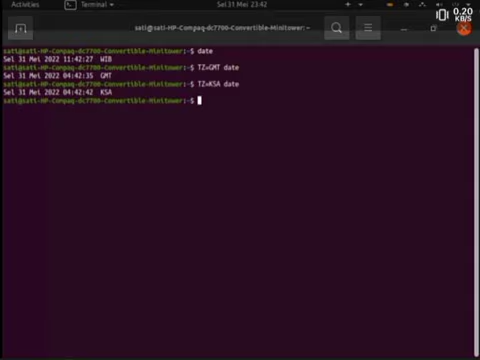 Activities Terminal Sel 31 Mei 23:42
0.20 KB/S
sati@sati-HP-Compaq-dc7700-Convertible-Minitower:~
sati@sati-HP-Compaq-dc7700-Convertible-Minitower:~$ date
Sel 31 Mei 2022 11:42:27 WIB
sati@sati-HP-Compaq-dc7700-Convertible-Minitower:~$ TZ=GMT date
Sel 31 Mei 2022 04:42:35 GMT
sati@sati-HP-Compaq-dc7700-Convertible-Minitower:~$ TZ=KSA date
Sel 31 Mei 2022 04:42:42 KSA
sati@sati-HP-Compaq-dc7700-Convertible-Minitower:~$